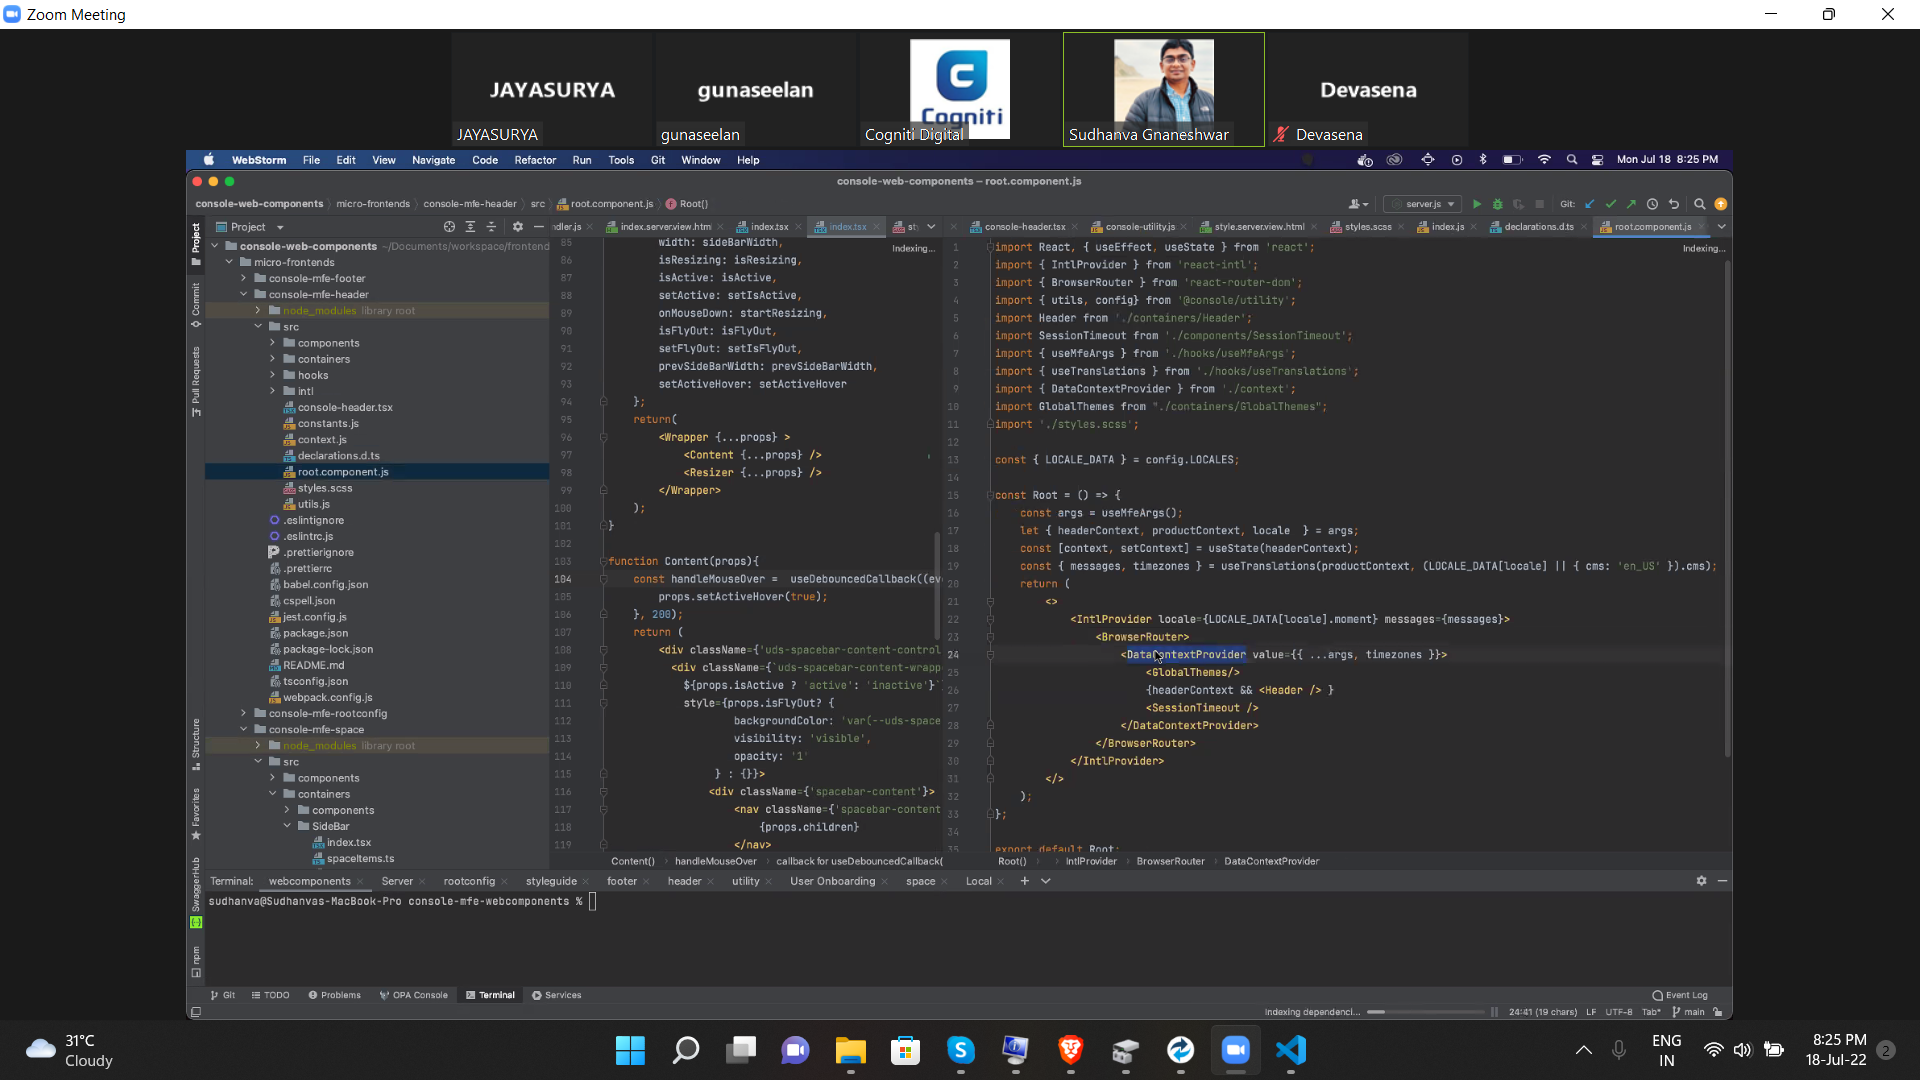 Zoom Meeting
JAYASURYA
gunaseelan
Devasena
Cogniti
JAYASURYA
gunaseelan
Cogniti Digital
Sudhanva Gnaneshwar
Devasena
WebStorm File Edit View Navigate Code Refactor Run Tools Git Window Help
Mon Jul 18 8:25 PM
console-web-components – root.component.js
console-web-components micro-frontends console-mfe-header src root.component.js Root()
server.js
Git:
Project
ndler.js index.server.view.html index.tsx index.tsx
console-header.tsx console-utility.js style.server.view.html styles.scss index.js declarations.d.ts root.component.js
Project
Commit
Pull Requests
Structure
Favorites
SwaggerHub
npm
console-web-components ~/Documents/workspace/frontend
micro-frontends
console-mfe-footer
console-mfe-header
node_modules library root
src
components
containers
hooks
intl
console-header.tsx
constants.js
context.js
declarations.d.ts
root.component.js
styles.scss
utils.js
.eslintignore
.eslintrc.js
.prettierignore
.prettierrc
babel.config.json
cspell.json
jest.config.js
package.json
package-lock.json
README.md
tsconfig.json
webpack.config.js
console-mfe-rootconfig
console-mfe-space
node_modules library root
src
components
containers
components
SideBar
index.tsx
spaceItems.ts
Indexing...
85 width: sideBarWidth,
86 isResizing: isResizing,
87 isActive: isActive,
88 setActive: setIsActive,
89 onMouseDown: startResizing,
90 isFlyOut: isFlyOut,
91 setFlyOut: setIsFlyOut,
92 prevSideBarWidth: prevSideBarWidth,
93 setActiveHover: setActiveHover
94 };
95 return(
96 <Wrapper {...props} >
97 <Content {...props} />
98 <Resizer {...props} />
99 </Wrapper>
100 );
101 }
102
103 function Content(props){
104 const handleMouseOver = useDebouncedCallback((ev
105 props.setActiveHover(true);
106 }, 200);
107 return (
108 <div className={'uds-spacebar-content-control
109 <div className={`uds-spacebar-content-wrapp
110 ${props.isActive ? 'active': 'inactive'}`
111 style={props.isFlyOut? {
112 backgroundColor: 'var(--uds-space
113 visibility: 'visible',
114 opacity: '1'
115 } : {}}>
116 <div className={'spacebar-content'}>
117 <nav className={'spacebar-content
118 {props.children}
119 </nav>
Content() handleMouseOver callback for useDebouncedCallback(
Indexing...
1 import React, { useEffect, useState } from 'react';
2 import { IntlProvider } from 'react-intl';
3 import { BrowserRouter } from 'react-router-dom';
4 import { utils, config} from '@console/utility';
5 import Header from './containers/Header';
6 import SessionTimeout from './components/SessionTimeout';
7 import { useMfeArgs } from './hooks/useMfeArgs';
8 import { useTranslations } from './hooks/useTranslations';
9 import { DataContextProvider } from './context';
10 import GlobalThemes from "./containers/GlobalThemes";
11 import './styles.scss';
12
13 const { LOCALE_DATA } = config.LOCALES;
14
15 const Root = () => {
16 const args = useMfeArgs();
17 let { headerContext, productContext, locale } = args;
18 const [context, setContext] = useState(headerContext);
19 const { messages, timezones } = useTranslations(productContext, (LOCALE_DATA[locale] || { cms: 'en_US' }).cms);
20 return (
21 <>
22 <IntlProvider locale={LOCALE_DATA[locale].moment} messages={messages}>
23 <BrowserRouter>
24 <DataContextProvider value={{ ...args, timezones }}>
25 <GlobalThemes/>
26 {headerContext && <Header /> }
27 <SessionTimeout />
28 </DataContextProvider>
29 </BrowserRouter>
30 </IntlProvider>
31 </>
32 );
33 };
34
35 export default Root;
Root() IntlProvider BrowserRouter DataContextProvider
Terminal: webcomponents Server rootconfig styleguide footer header utility User Onboarding space Local
sudhanva@Sudhanvas-MacBook-Pro console-mfe-webcomponents %
Git TODO Problems OPA Console Terminal Services
Event Log
Indexing dependenci... 24:41 (19 chars) LF UTF-8 Tab* main
31°C
Cloudy
ENG
IN
8:25 PM
18-Jul-22
2